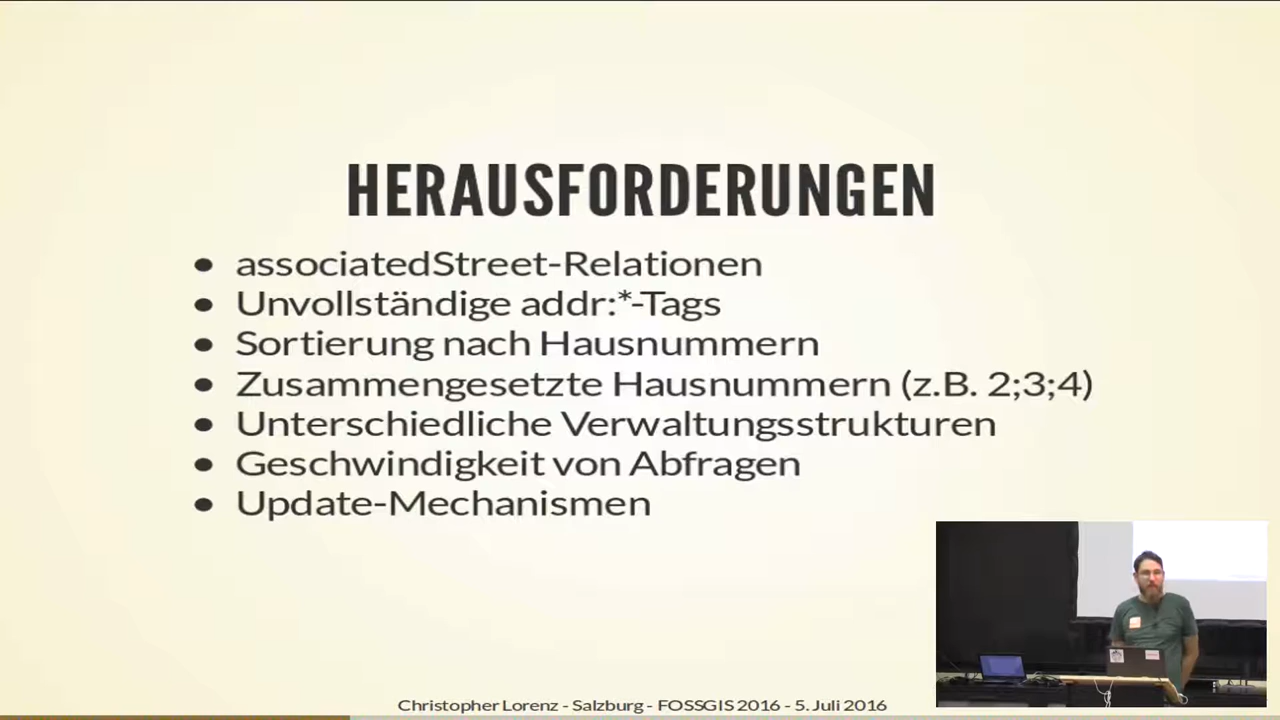 HERAUSFORDERUNGEN
associatedStreet-Relationen
Unvollständige addr:*-Tags
Sortierung nach Hausnummern
Zusammengesetzte Hausnummern (z.B. 2;3;4)
Unterschiedliche Verwaltungsstrukturen
Geschwindigkeit von Abfragen
Update-Mechanismen
Christopher Lorenz - Salzburg - FOSSGIS 2016 - 5. Juli 2016